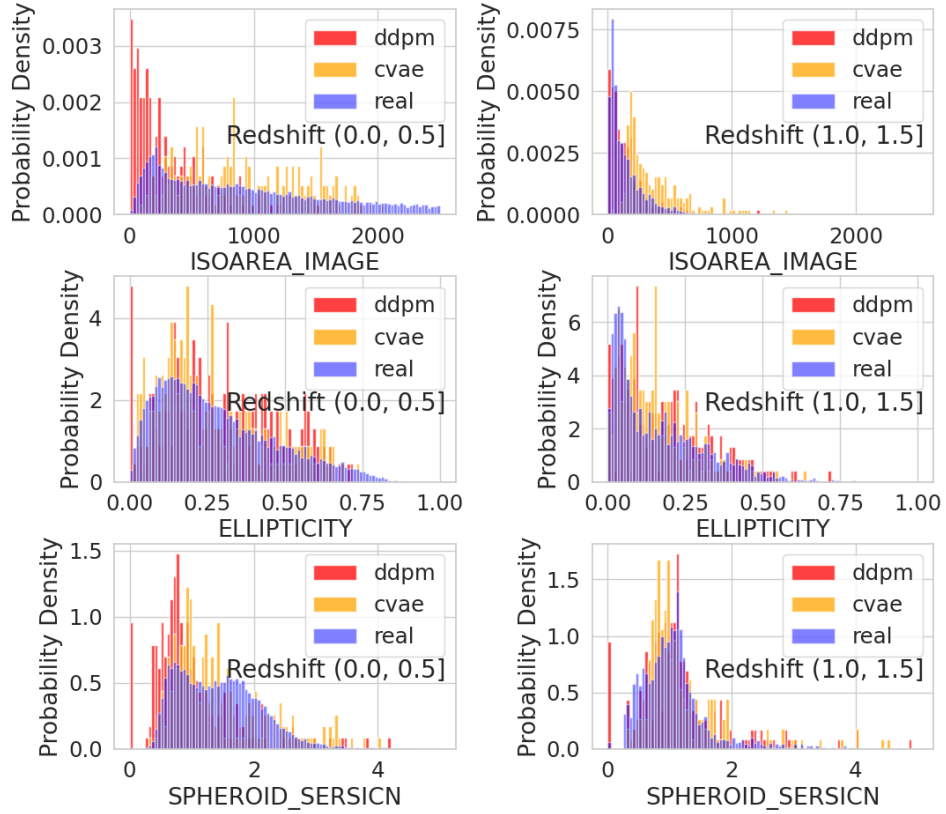 Probability Density
0.003
0.002
0.001
0.000
ddpm
cvae
real
Redshift (0.0, 0.5]
0 1000 2000
ISOAREA_IMAGE
Probability Density
0.0075
0.0050
0.0025
0.0000
ddpm
cvae
real
Redshift (1.0, 1.5]
0 1000 2000
ISOAREA_IMAGE
Probability Density
4
2
0
ddpm
cvae
real
Redshift (0.0, 0.5]
0.00 0.25 0.50 0.75 1.00
ELLIPTICITY
Probability Density
6
4
2
0
ddpm
cvae
real
Redshift (1.0, 1.5]
0.00 0.25 0.50 0.75 1.00
ELLIPTICITY
Probability Density
1.5
1.0
0.5
0.0
ddpm
cvae
real
Redshift (0.0, 0.5]
0 2 4
SPHEROID_SERSICN
Probability Density
1.5
1.0
0.5
0.0
ddpm
cvae
real
Redshift (1.0, 1.5]
0 2 4
SPHEROID_SERSICN